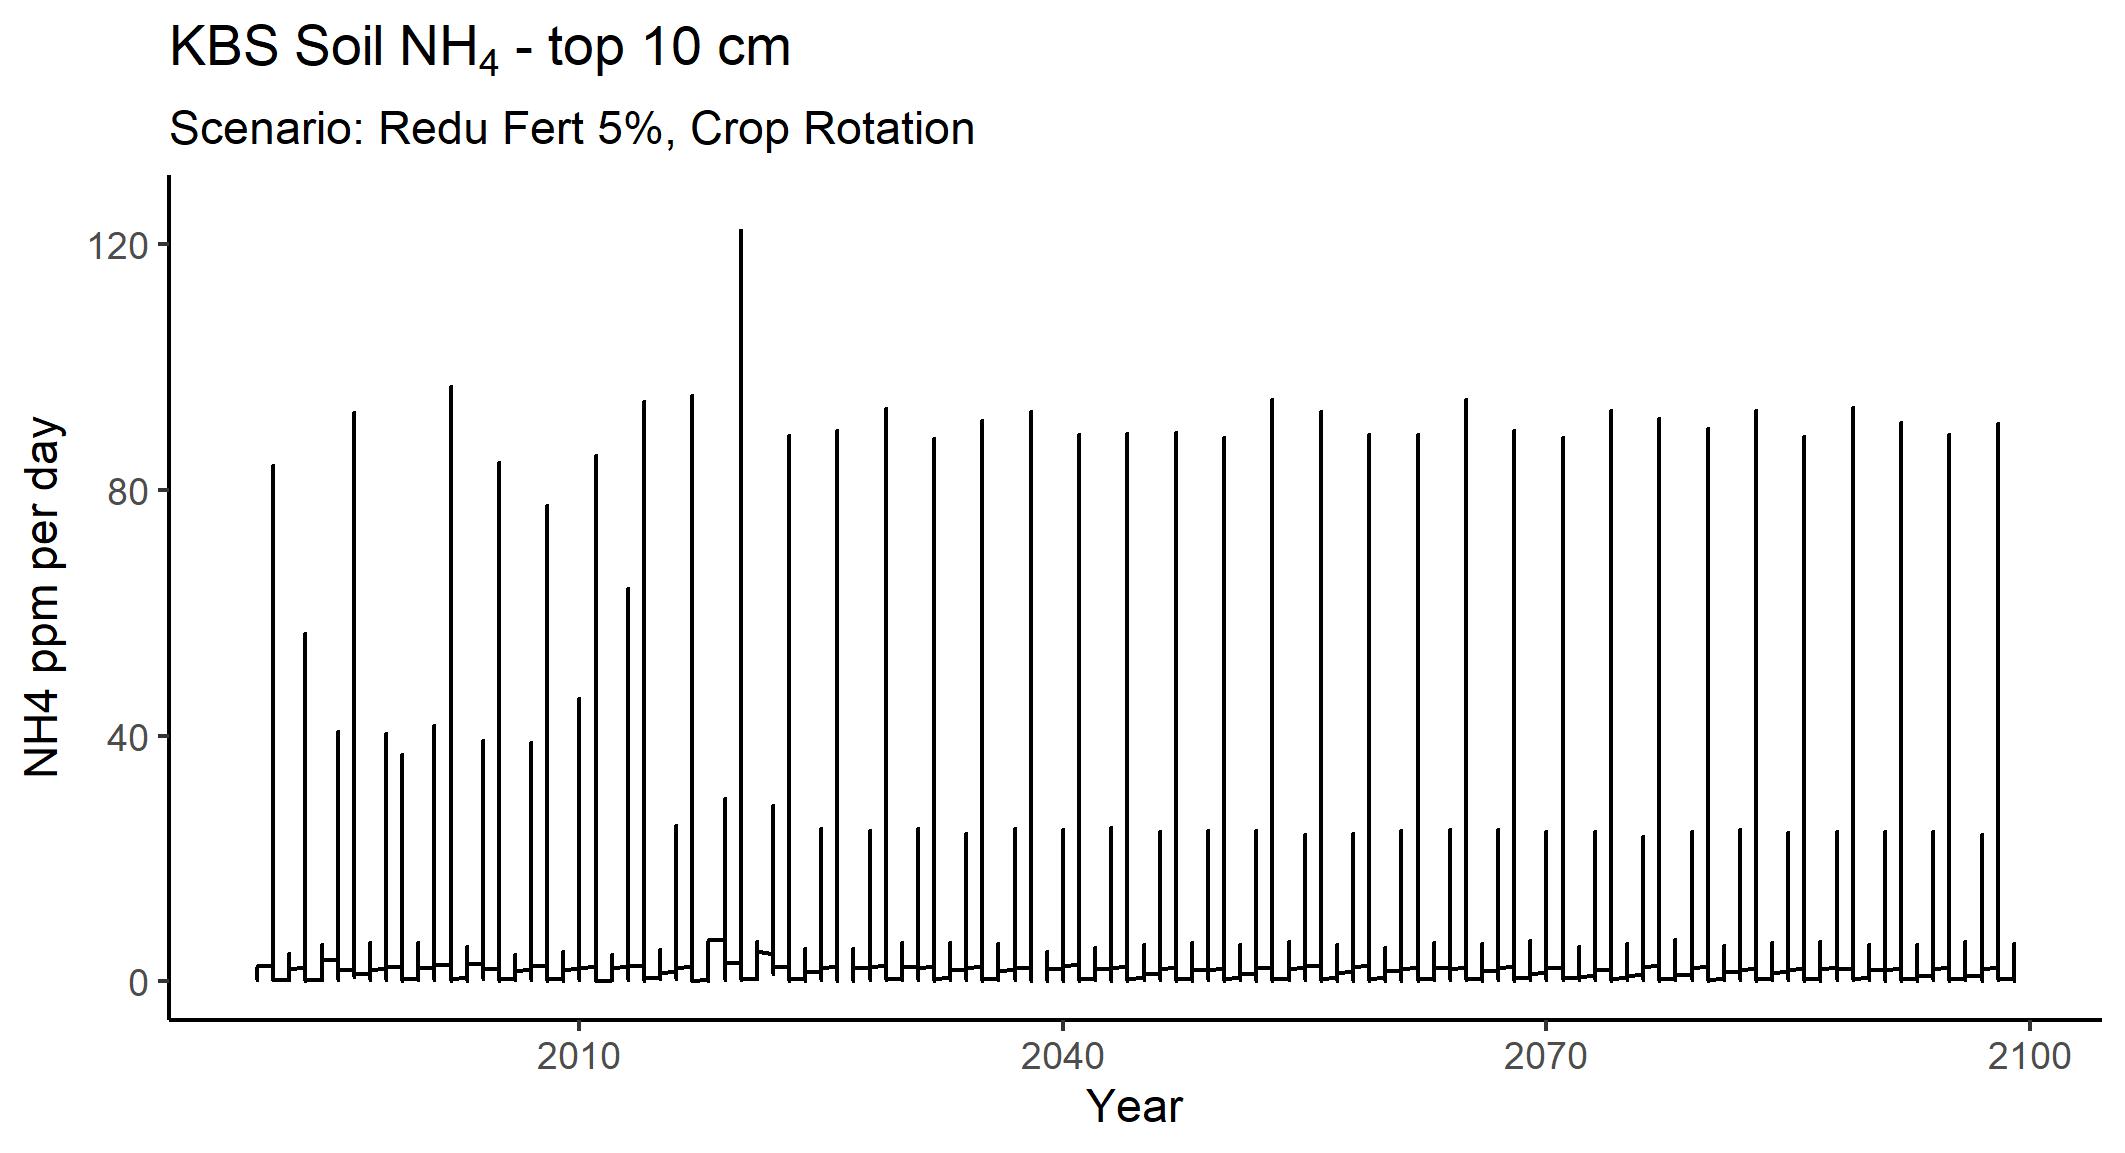 KBS Soil NH₄ - top 10 cm
Scenario: Redu Fert 5%, Crop Rotation
NH4 ppm per day
120
80
40
0
2010 2040 2070 2100
Year